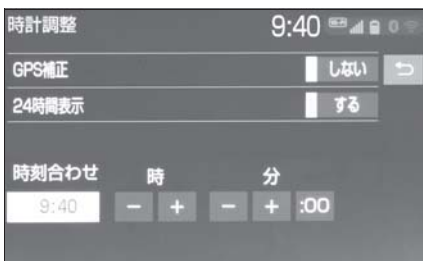 時計調整 9:40
GPS補正 しない
24時間表示 する
時刻合わせ 時 分
9:40 − + − + :00